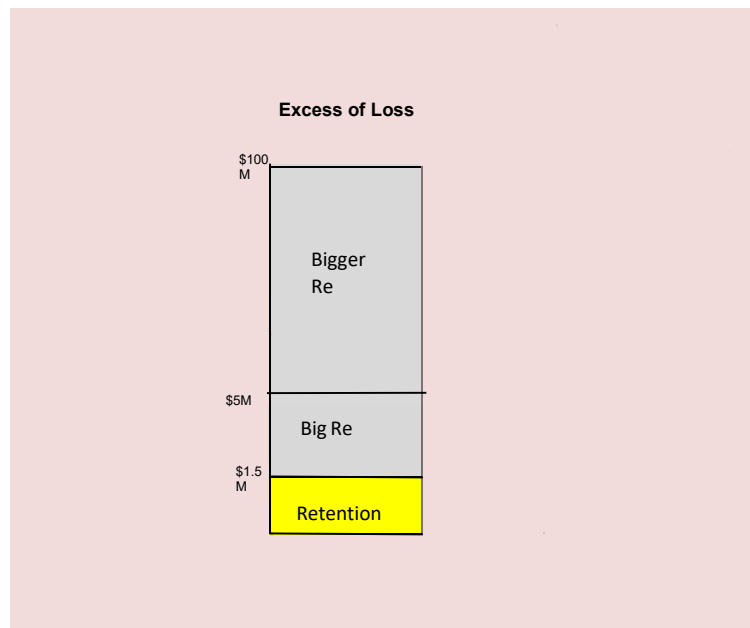 Excess of Loss
$100
M
Bigger
Re
$5M
Big Re
$1.5
M
Retention